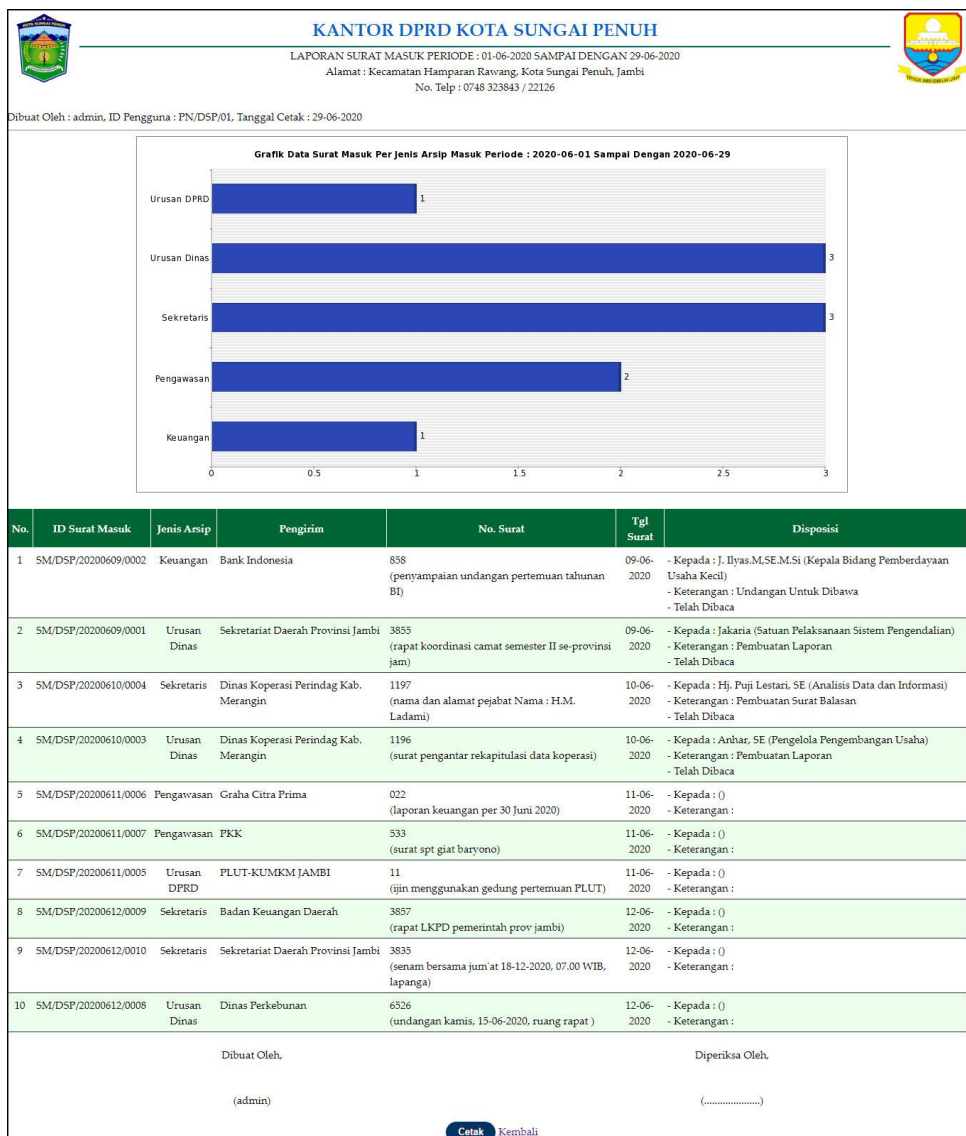 KOTA SUNGAI PENUH
KANTOR DPRD KOTA SUNGAI PENUH
LAPORAN SURAT MASUK PERIODE : 01-06-2020 SAMPAI DENGAN 29-06-2020
Alamat : Kecamatan Hamparan Rawang, Kota Sungai Penuh, Jambi
No. Telp : 0748 323843 / 22126
Dibuat Oleh : admin, ID Pengguna : PN/DSP/01, Tanggal Cetak : 29-06-2020
Grafik Data Surat Masuk Per Jenis Arsip Masuk Periode : 2020-06-01 Sampai Dengan 2020-06-29
Urusan DPRD 1
Urusan Dinas 3
Sekretaris 3
Pengawasan 2
Keuangan 1
0 0.5 1 1.5 2 2.5 3
No. ID Surat Masuk Jenis Arsip Pengirim No. Surat Tgl Surat Disposisi
1 SM/DSP/20200609/0002 Keuangan Bank Indonesia 858 09-06- - Kepada : J. Ilyas.M,SE.M.Si (Kepala Bidang Pemberdayaan
(penyampaian undangan pertemuan tahunan 2020 Usaha Kecil)
BI) - Keterangan : Undangan Untuk Dibawa
- Telah Dibaca
2 SM/DSP/20200609/0001 Urusan Sekretariat Daerah Provinsi Jambi 3855 09-06- - Kepada : Jakaria (Satuan Pelaksanaan Sistem Pengendalian)
Dinas (rapat koordinasi camat semester II se-provinsi 2020 - Keterangan : Pembuatan Laporan
jam) - Telah Dibaca
3 SM/DSP/20200610/0004 Sekretaris Dinas Koperasi Perindag Kab. 1197 10-06- - Kepada : Hj. Puji Lestari, SE (Analisis Data dan Informasi)
Merangin (nama dan alamat pejabat Nama : H.M. 2020 - Keterangan : Pembuatan Surat Balasan
Ladami) - Telah Dibaca
4 SM/DSP/20200610/0003 Urusan Dinas Koperasi Perindag Kab. 1196 10-06- - Kepada : Anhar, SE (Pengelola Pengembangan Usaha)
Dinas Merangin (surat pengantar rekapitulasi data koperasi) 2020 - Keterangan : Pembuatan Laporan
- Telah Dibaca
5 SM/DSP/20200611/0006 Pengawasan Graha Citra Prima 022 11-06- - Kepada : ()
(laporan keuangan per 30 Juni 2020) 2020 - Keterangan :
6 SM/DSP/20200611/0007 Pengawasan PKK 533 11-06- - Kepada : ()
(surat spt giat baryono) 2020 - Keterangan :
7 SM/DSP/20200611/0005 Urusan PLUT-KUMKM JAMBI 11 11-06- - Kepada : ()
DPRD (ijin menggunakan gedung pertemuan PLUT) 2020 - Keterangan :
8 SM/DSP/20200612/0009 Sekretaris Badan Keuangan Daerah 3857 12-06- - Kepada : ()
(rapat LKPD pemerintah prov jambi) 2020 - Keterangan :
9 SM/DSP/20200612/0010 Sekretaris Sekretariat Daerah Provinsi Jambi 3835 12-06- - Kepada : ()
(senam bersama jum'at 18-12-2020, 07.00 WIB, 2020 - Keterangan :
lapanga)
10 SM/DSP/20200612/0008 Urusan Dinas Perkebunan 6526 12-06- - Kepada : ()
Dinas (undangan kamis, 15-06-2020, ruang rapat ) 2020 - Keterangan :
Dibuat Oleh, Diperiksa Oleh,
(admin) (.....................)
Cetak Kembali